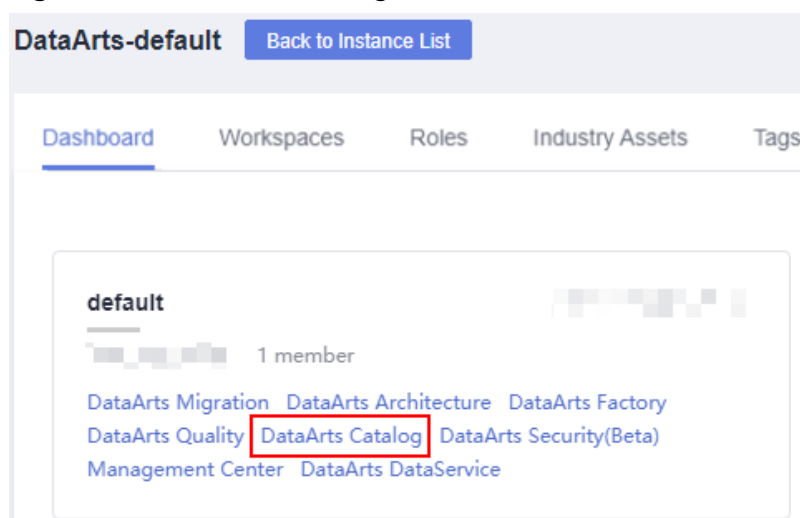 DataArts-default Back to Instance List
Dashboard Workspaces Roles Industry Assets Tags
default
1 member
DataArts Migration DataArts Architecture DataArts Factory
DataArts Quality DataArts Catalog DataArts Security(Beta)
Management Center DataArts DataService